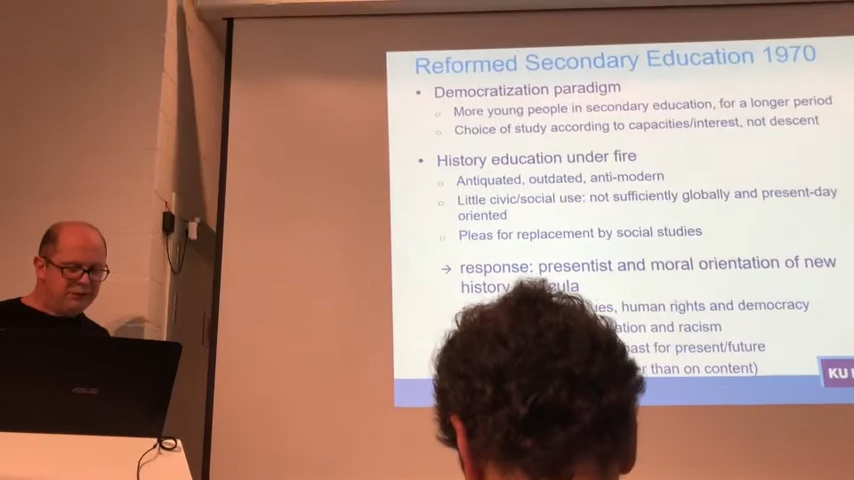 Reformed Secondary Education 1970
• Democratization paradigm
○ More young people in secondary education, for a longer period
○ Choice of study according to capacities/interest, not descent
• History education under fire
○ Antiquated, outdated, anti-modern
○ Little civic/social use: not sufficiently globally and present-day
oriented
○ Pleas for replacement by social studies
→ response: presentist and moral orientation of new
history
human rights and democracy
and racism
for present/future
than on content)
KU
ASUS